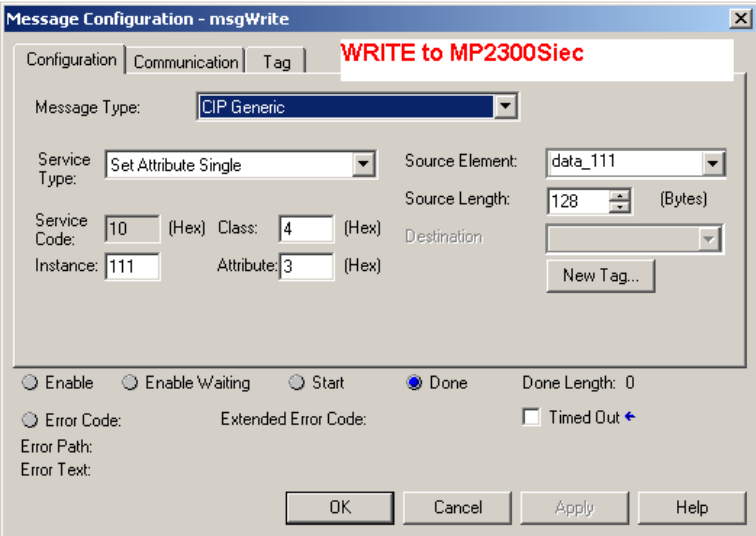 Message Configuration - msgWrite
Configuration Communication Tag
WRITE to MP2300Siec
Message Type: CIP Generic
Service Type: Set Attribute Single
Source Element: data_111
Source Length: 128 (Bytes)
Service Code: 10 (Hex) Class: 4 (Hex)
Destination
Instance: 111 Attribute: 3 (Hex)
New Tag...
Enable Enable Waiting Start Done Done Length: 0
Error Code: Extended Error Code: Timed Out
Error Path:
Error Text:
OK Cancel Apply Help